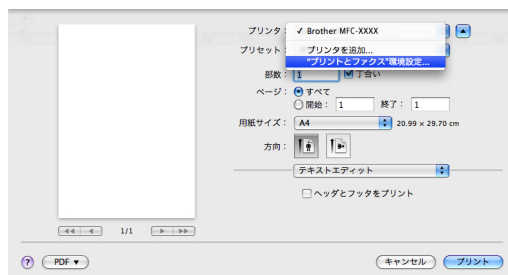 プリンタ： ✓ Brother MFC-XXXX
プリンタを追加...
プリセット：
"プリントとファクス"環境設定...
部数： 1 丁合い
ページ： すべて
開始： 1 終了： 1
用紙サイズ： A4 20.99 × 29.70 cm
方向：
テキストエディット
ヘッダとフッタをプリント
1/1
? PDF▼ キャンセル プリント